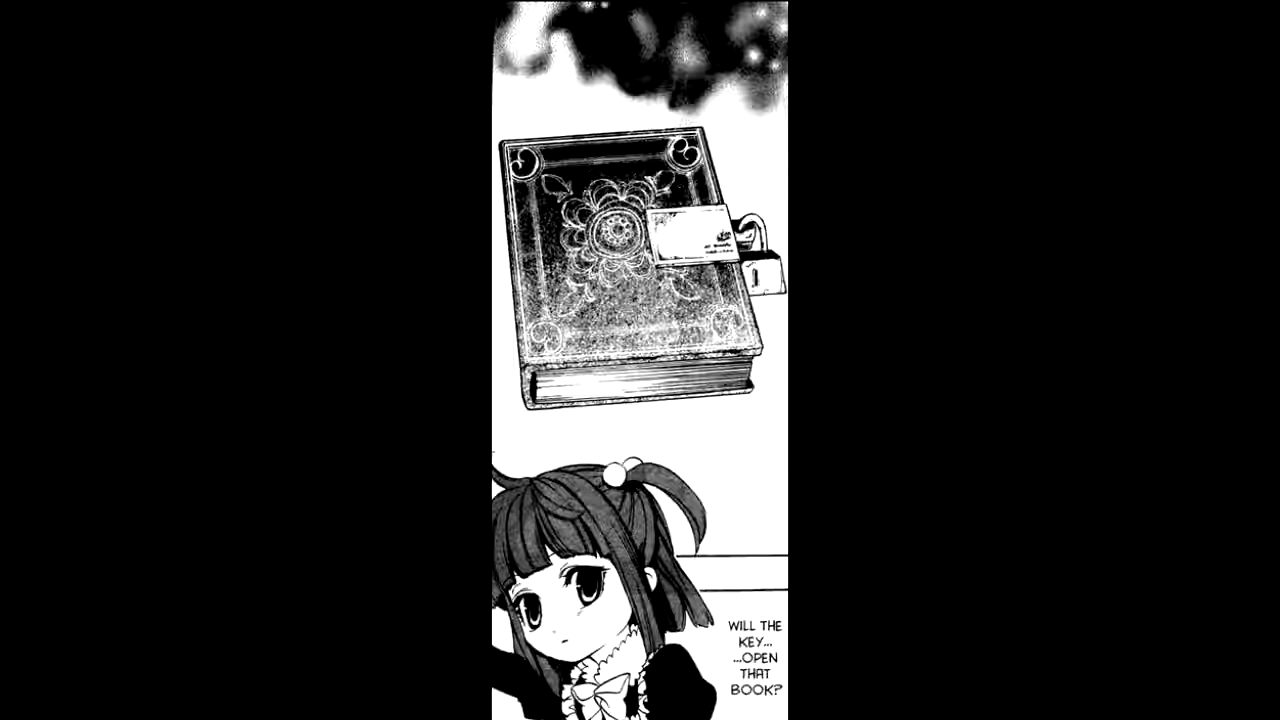 WILL THE
KEY...
...OPEN
THAT
BOOK?